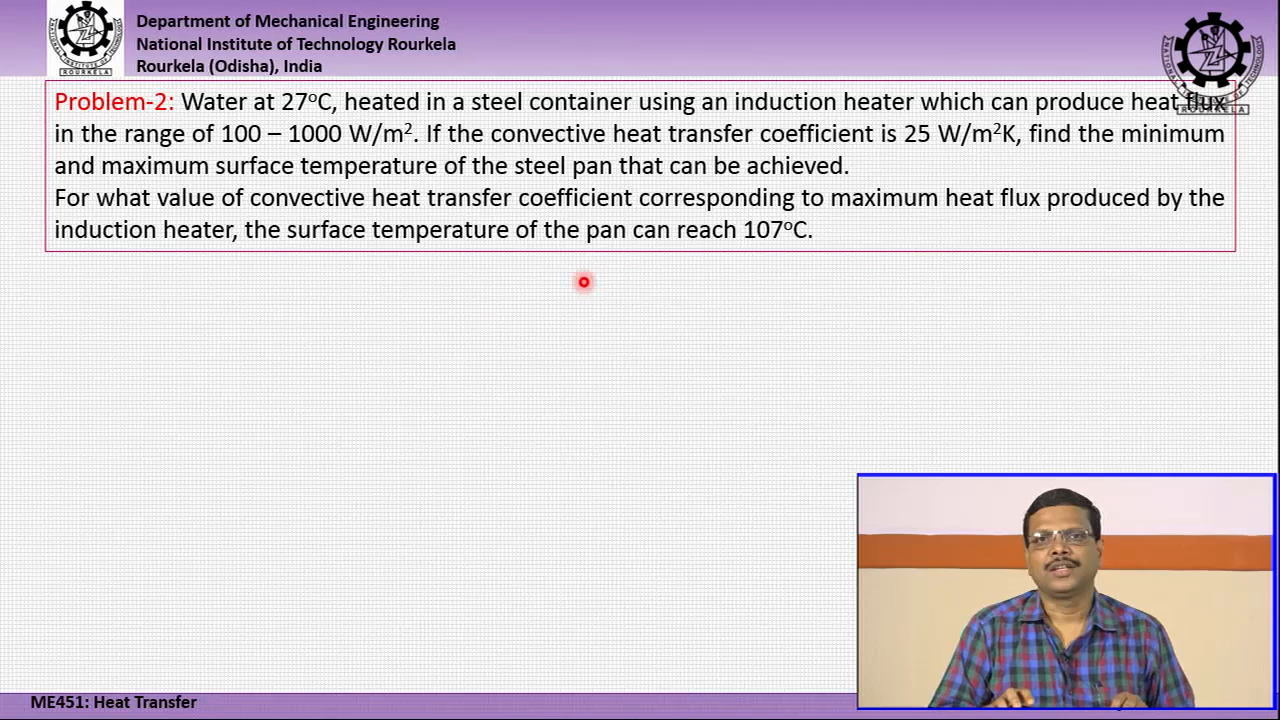 Department of Mechanical Engineering
National Institute of Technology Rourkela
Rourkela (Odisha), India
ROURKELA
Problem-2: Water at 27°C, heated in a steel container using an induction heater which can produce heat flux
in the range of 100 – 1000 W/m². If the convective heat transfer coefficient is 25 W/m²K, find the minimum
and maximum surface temperature of the steel pan that can be achieved.
For what value of convective heat transfer coefficient corresponding to maximum heat flux produced by the
induction heater, the surface temperature of the pan can reach 107°C.
ME451: Heat Transfer